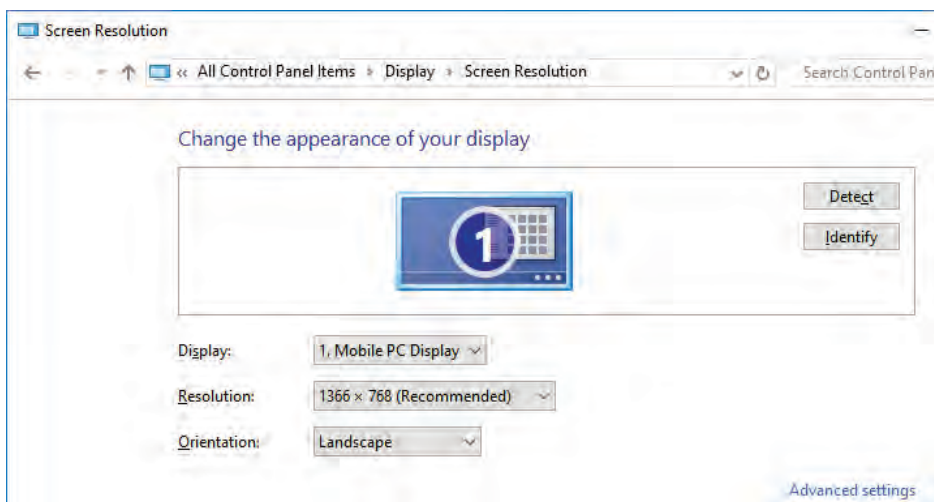 Screen Resolution
« All Control Panel Items › Display › Screen Resolution
Search Control Pan
Change the appearance of your display
1
Detect
Identify
Display: 1. Mobile PC Display
Resolution: 1366 × 768 (Recommended)
Orientation: Landscape
Advanced settings